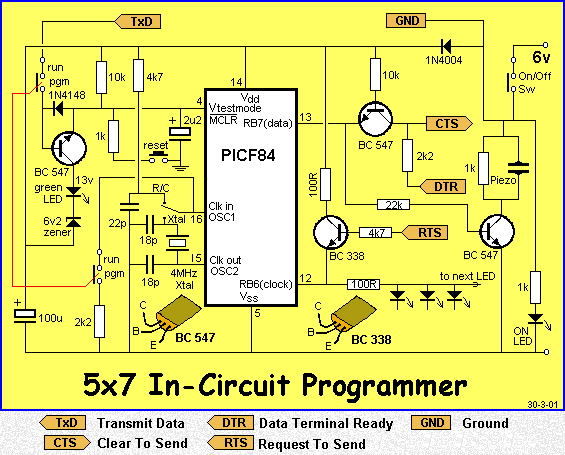 TxD
GND
run
pgm
10k
4k7
1N4148
1k
BC 547
green
LED
13v
6v2
zener
reset
2u2
4
Vtestmode
MCLR
14
Vdd
RB7(data)
13
PICF84
R/C
Xtal
22p
18p
18p
4MHz
Xtal
16
Clk in
OSC1
15
Clk out
OSC2
RB6(clock)
12
Vss
5
run
pgm
2k2
100u
+
+
C
B
E
BC 547
10k
1N4004
6v
On/Off
Sw
CTS
BC 547
2k2
DTR
100R
22k
4k7
RTS
BC 338
1k
Piezo
BC 547
100R
to next LED
1k
ON
LED
C
B
E
BC 338
5x7 In-Circuit Programmer
30-3-01
TxD Transmit Data DTR Data Terminal Ready GND Ground
CTS Clear To Send RTS Request To Send